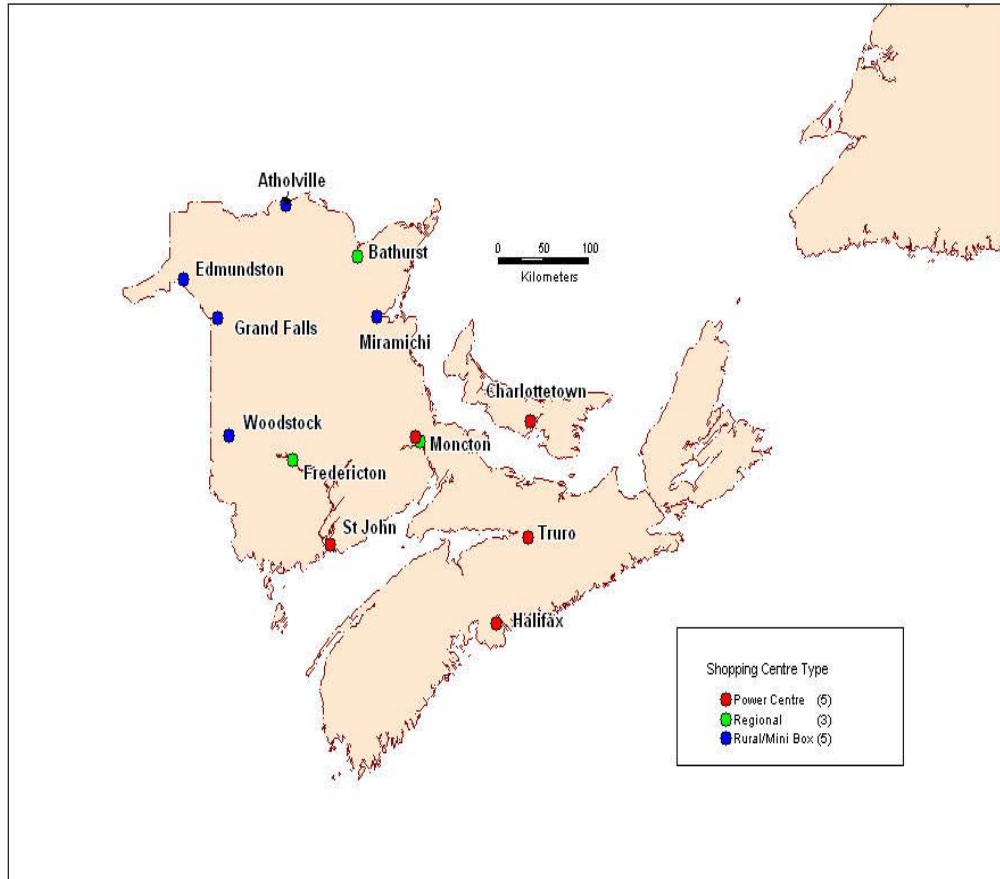 Atholville
Bathurst
0 50 100
Kilometers
Edmundston
Grand Falls
Miramichi
Charlottetown
Woodstock
Moncton
Fredericton
St John
Truro
Halifax
Shopping Centre Type
Power Centre (5)
Regional (3)
Rural/Mini Box (5)